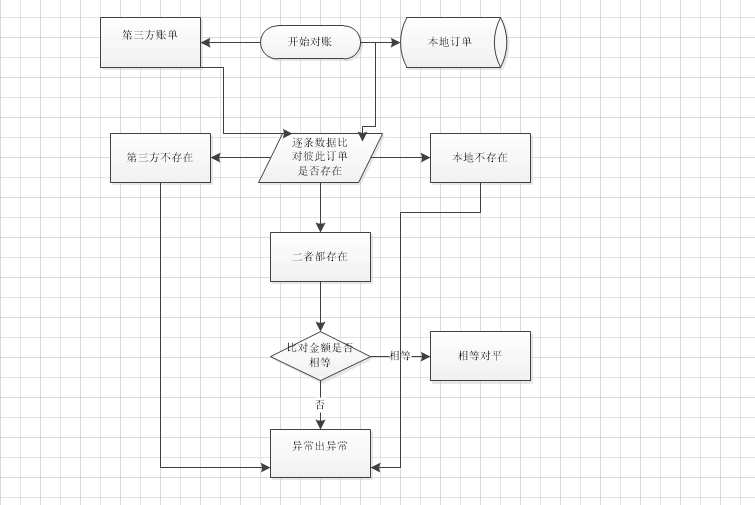 第三方账单
开始对账
本地订单
逐条数据比
对彼此订单
是否存在
第三方不存在
本地不存在
二者都存在
比对金额是否
相等
相等
相等对平
否
异常出异常